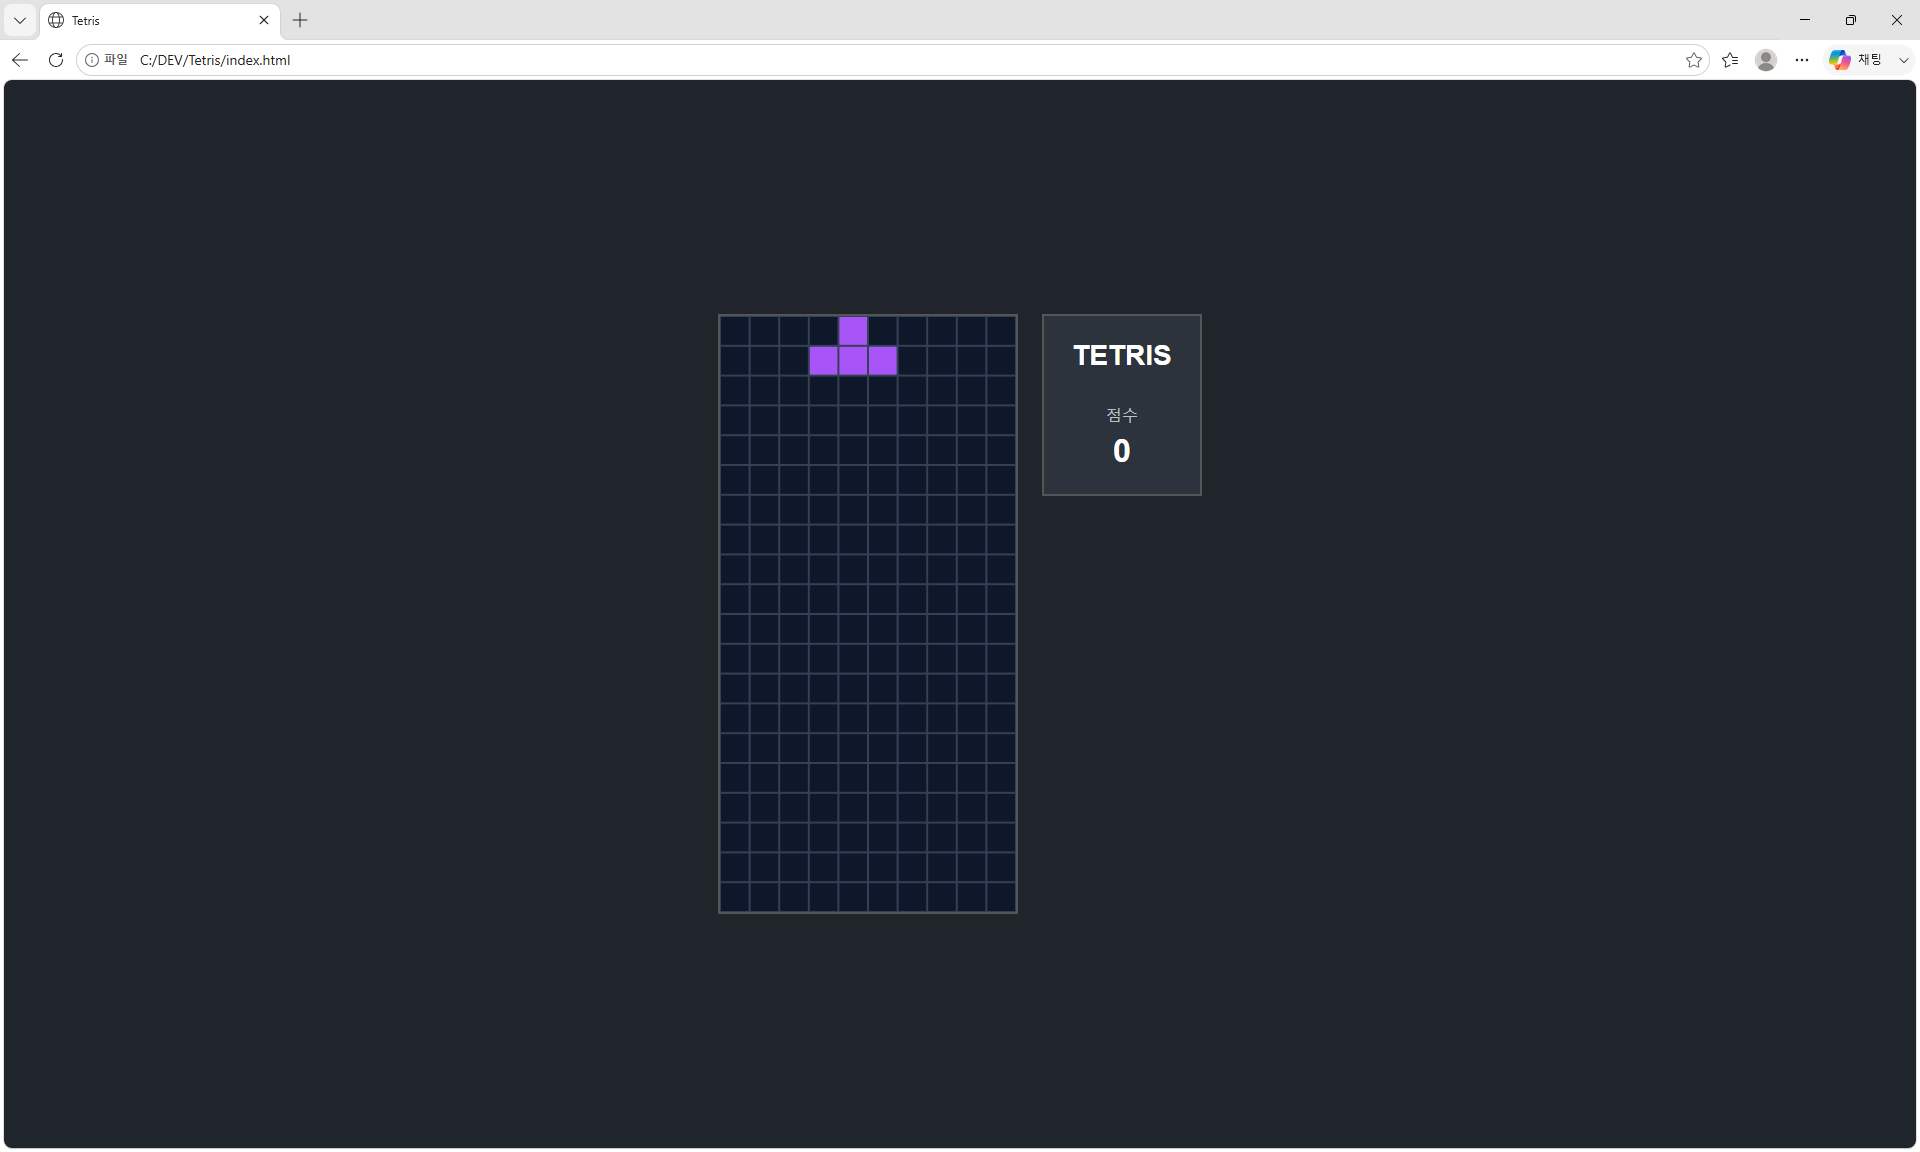 Tetris
파일 C:/DEV/Tetris/index.html
채팅
TETRIS
점수
0